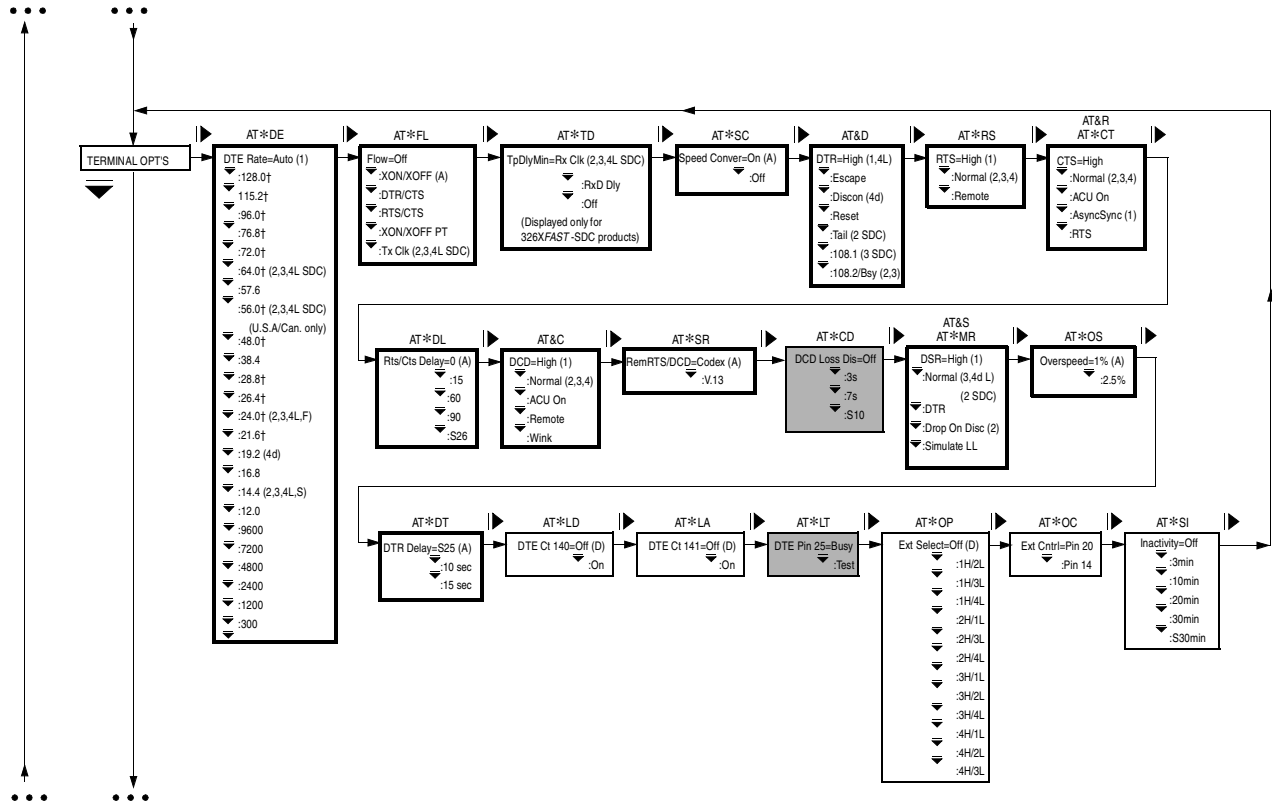 TERMINAL OPT'S
AT*DE
DTE Rate=Auto (1)
:128.0†
115.2†
:96.0†
:76.8†
:72.0†
:64.0† (2,3,4L SDC)
:57.6
:56.0† (2,3,4L SDC)
(U.S.A/Can. only)
:48.0†
:38.4
:28.8†
:26.4†
:24.0† (2,3,4L,F)
:21.6†
:19.2 (4d)
:16.8
:14.4 (2,3,4L,S)
:12.0
:9600
:7200
:4800
:2400
:1200
:300
AT*FL
Flow=Off
:XON/XOFF (A)
:DTR/CTS
:RTS/CTS
:XON/XOFF PT
:Tx Clk (2,3,4L SDC)
AT*TD
TpDlyMin=Rx Clk (2,3,4L SDC)
:RxD Dly
:Off
(Displayed only for
326XFAST -SDC products)
AT*SC
Speed Conver=On (A)
:Off
AT&D
DTR=High (1,4L)
:Escape
:Discon (4d)
:Reset
:Tail (2 SDC)
:108.1 (3 SDC)
:108.2/Bsy (2,3)
AT*RS
RTS=High (1)
:Normal (2,3,4)
:Remote
AT&R
AT*CT
CTS=High
:Normal (2,3,4)
:ACU On
:AsyncSync (1)
:RTS
AT*DL
Rts/Cts Delay=0 (A)
:15
:60
:90
:S26
AT&C
DCD=High (1)
:Normal (2,3,4)
:ACU On
:Remote
:Wink
AT*SR
RemRTS/DCD=Codex (A)
:V.13
AT*CD
DCD Loss Dis=Off
:3s
:7s
:S10
AT&S
AT*MR
DSR=High (1)
:Normal (3,4d L)
(2 SDC)
:DTR
:Drop On Disc (2)
:Simulate LL
AT*OS
Overspeed=1% (A)
:2.5%
AT*DT
DTR Delay=S25 (A)
:10 sec
:15 sec
AT*LD
DTE Ct 140=Off (D)
:On
AT*LA
DTE Ct 141=Off (D)
:On
AT*LT
DTE Pin 25=Busy
:Test
AT*OP
Ext Select=Off (D)
:1H/2L
:1H/3L
:1H/4L
:2H/1L
:2H/3L
:2H/4L
:3H/1L
:3H/2L
:3H/4L
:4H/1L
:4H/2L
:4H/3L
AT*OC
Ext Cntrl=Pin 20
:Pin 14
AT*SI
Inactivity=Off
:3min
:10min
:20min
:30min
:S30min